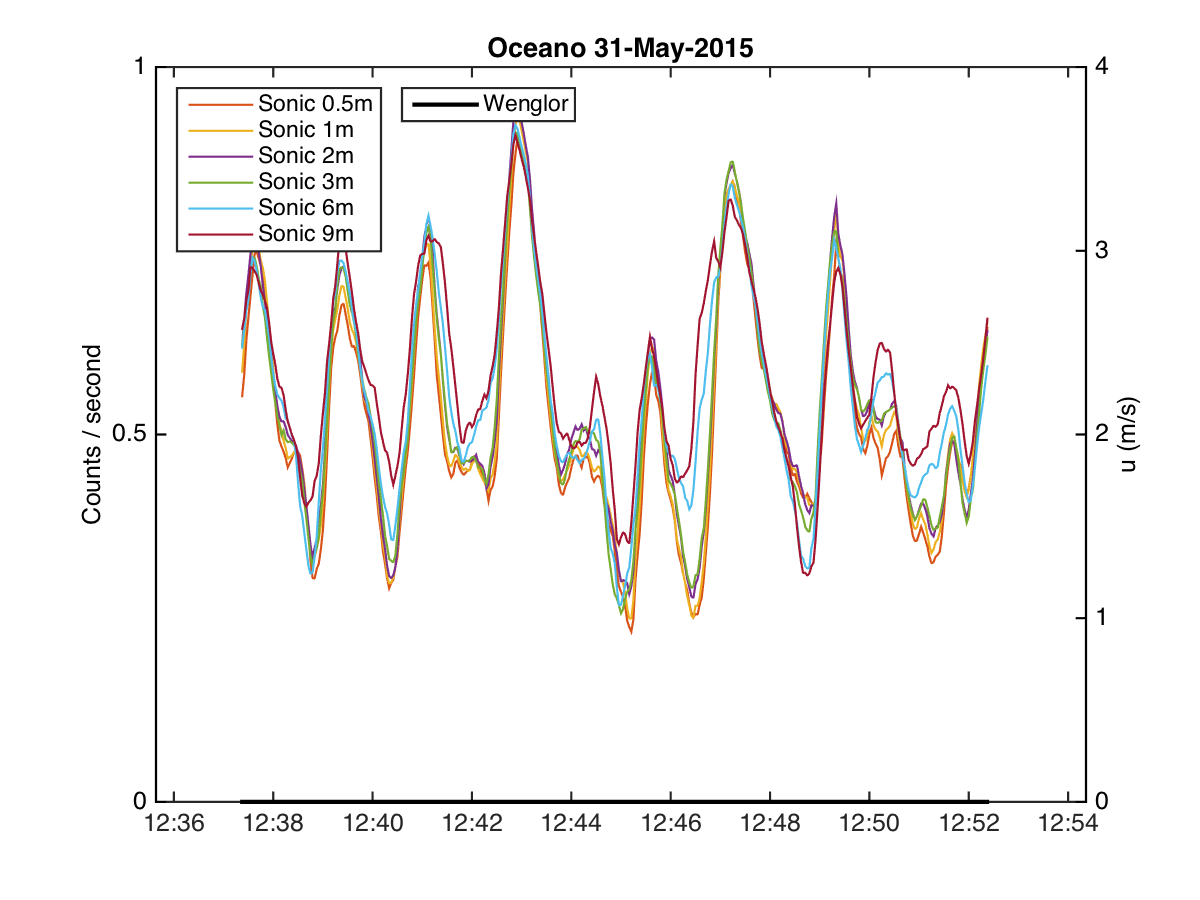 Oceano 31-May-2015
Sonic 0.5m
Sonic 1m
Sonic 2m
Sonic 3m
Sonic 6m
Sonic 9m
Wenglor
Counts / second
1
0.5
0
u (m/s)
4
3
2
1
0
12:36 12:38 12:40 12:42 12:44 12:46 12:48 12:50 12:52 12:54